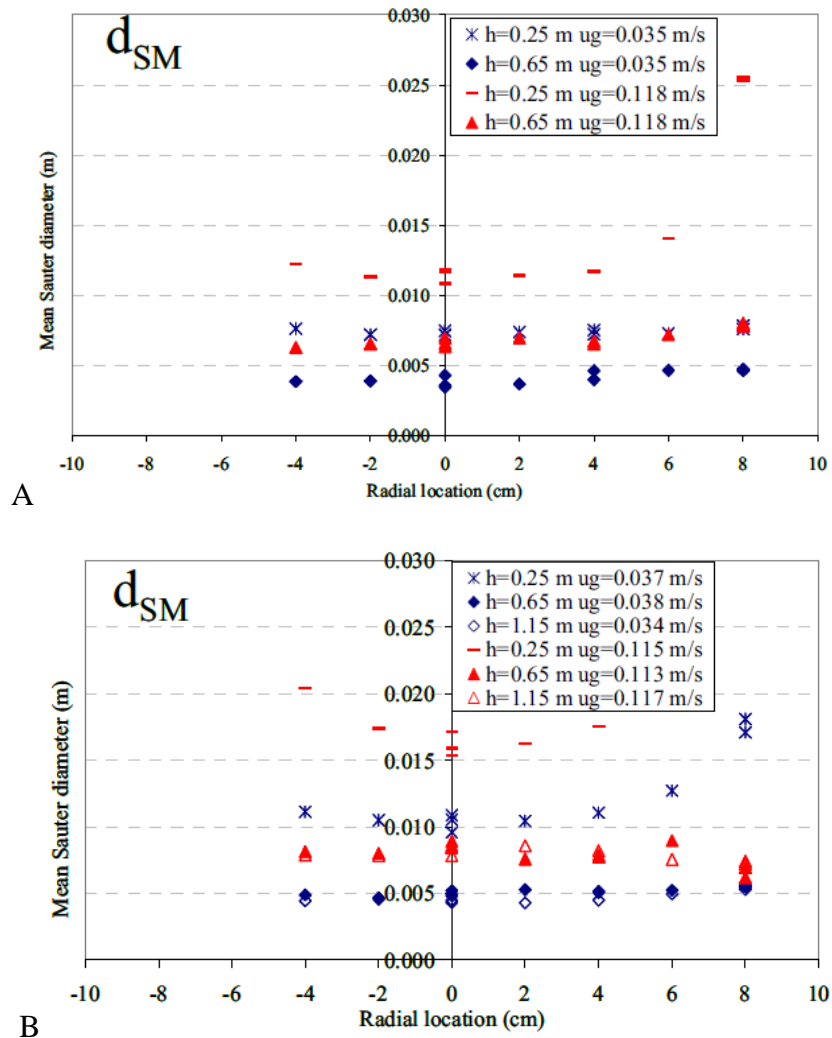 0.030
d_SM
h=0.25 m ug=0.035 m/s
h=0.65 m ug=0.035 m/s
h=0.25 m ug=0.118 m/s
h=0.65 m ug=0.118 m/s
0.025
0.020
0.015
0.010
0.005
0.000
Mean Sauter diameter (m)
-10 -8 -6 -4 -2 0 2 4 6 8 10
Radial location (cm)
A
0.030
d_SM
h=0.25 m ug=0.037 m/s
h=0.65 m ug=0.038 m/s
h=1.15 m ug=0.034 m/s
h=0.25 m ug=0.115 m/s
h=0.65 m ug=0.113 m/s
h=1.15 m ug=0.117 m/s
0.025
0.020
0.015
0.010
0.005
0.000
Mean Sauter diameter (m)
-10 -8 -6 -4 -2 0 2 4 6 8 10
Radial location (cm)
B